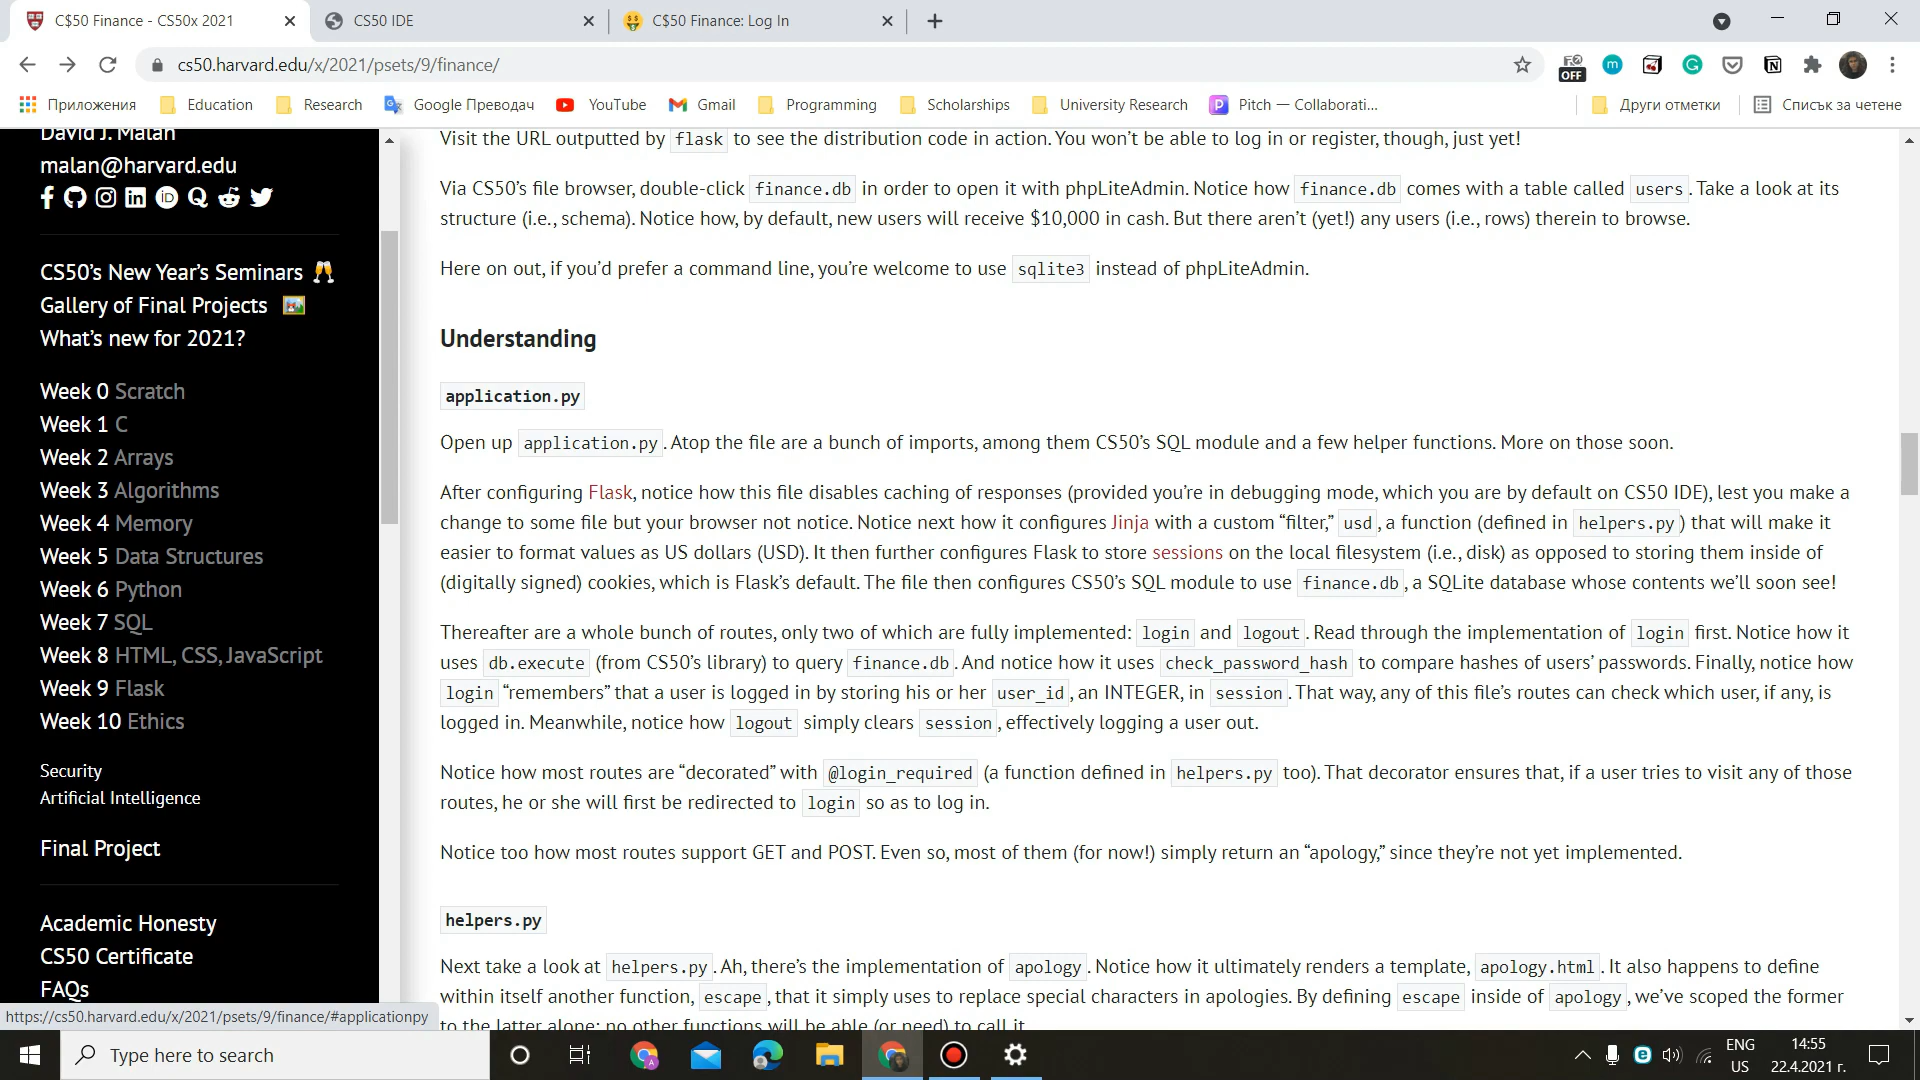 C$50 Finance - CS50x 2021
CS50 IDE
C$50 Finance: Log In
cs50.harvard.edu/x/2021/psets/9/finance/
OFF
Приложения
Education
Research
Google Преводач
YouTube
Gmail
Programming
Scholarships
University Research
Pitch — Collaborati...
Други отметки
Списък за четене
David J. Malan
malan@harvard.edu
CS50's New Year's Seminars 🥂
Gallery of Final Projects 🖼️
What's new for 2021?
Week 0 Scratch
Week 1 C
Week 2 Arrays
Week 3 Algorithms
Week 4 Memory
Week 5 Data Structures
Week 6 Python
Week 7 SQL
Week 8 HTML, CSS, JavaScript
Week 9 Flask
Week 10 Ethics
Security
Artificial Intelligence
Final Project
Academic Honesty
CS50 Certificate
FAQs
https://cs50.harvard.edu/x/2021/psets/9/finance/#applicationpy
Visit the URL outputted by flask to see the distribution code in action. You won't be able to log in or register, though, just yet!
Via CS50's file browser, double-click finance.db in order to open it with phpLiteAdmin. Notice how finance.db comes with a table called users. Take a look at its
structure (i.e., schema). Notice how, by default, new users will receive $10,000 in cash. But there aren't (yet!) any users (i.e., rows) therein to browse.
Here on out, if you'd prefer a command line, you're welcome to use sqlite3 instead of phpLiteAdmin.
Understanding
application.py
Open up application.py. Atop the file are a bunch of imports, among them CS50's SQL module and a few helper functions. More on those soon.
After configuring Flask, notice how this file disables caching of responses (provided you're in debugging mode, which you are by default on CS50 IDE), lest you make a
change to some file but your browser not notice. Notice next how it configures Jinja with a custom “filter,” usd, a function (defined in helpers.py) that will make it
easier to format values as US dollars (USD). It then further configures Flask to store sessions on the local filesystem (i.e., disk) as opposed to storing them inside of
(digitally signed) cookies, which is Flask's default. The file then configures CS50's SQL module to use finance.db, a SQLite database whose contents we'll soon see!
Thereafter are a whole bunch of routes, only two of which are fully implemented: login and logout. Read through the implementation of login first. Notice how it
uses db.execute (from CS50's library) to query finance.db. And notice how it uses check_password_hash to compare hashes of users' passwords. Finally, notice how
login “remembers” that a user is logged in by storing his or her user_id, an INTEGER, in session. That way, any of this file's routes can check which user, if any, is
logged in. Meanwhile, notice how logout simply clears session, effectively logging a user out.
Notice how most routes are “decorated” with @login_required (a function defined in helpers.py too). That decorator ensures that, if a user tries to visit any of those
routes, he or she will first be redirected to login so as to log in.
Notice too how most routes support GET and POST. Even so, most of them (for now!) simply return an “apology,” since they're not yet implemented.
helpers.py
Next take a look at helpers.py. Ah, there's the implementation of apology. Notice how it ultimately renders a template, apology.html. It also happens to define
within itself another function, escape, that it simply uses to replace special characters in apologies. By defining escape inside of apology, we've scoped the former
to the latter alone; no other functions will be able (or need) to call it.
Type here to search
ENG
US
14:55
22.4.2021 г.